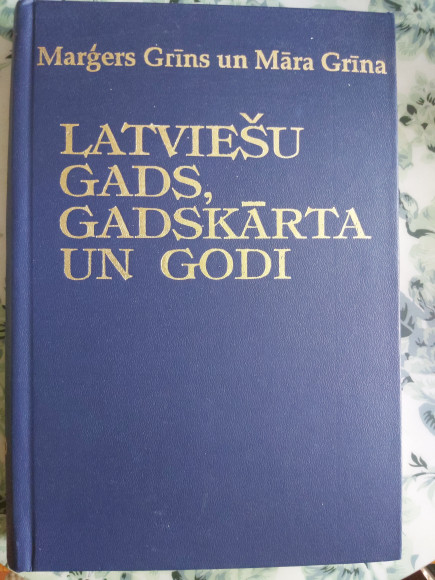 Marģers Grīns un Māra Grīna
LATVIEŠU
GADS,
GADSKĀRTA
UN GODI